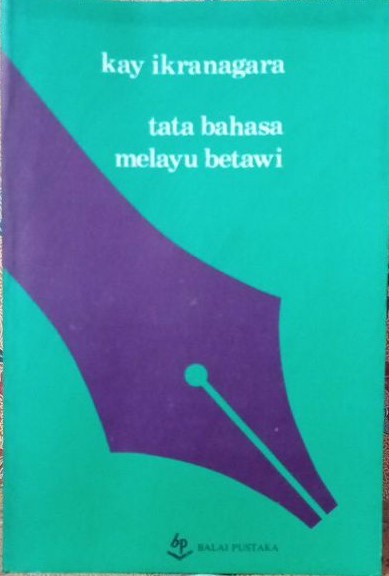 kay ikranagara
tata bahasa
melayu betawi
bp BALAI PUSTAKA